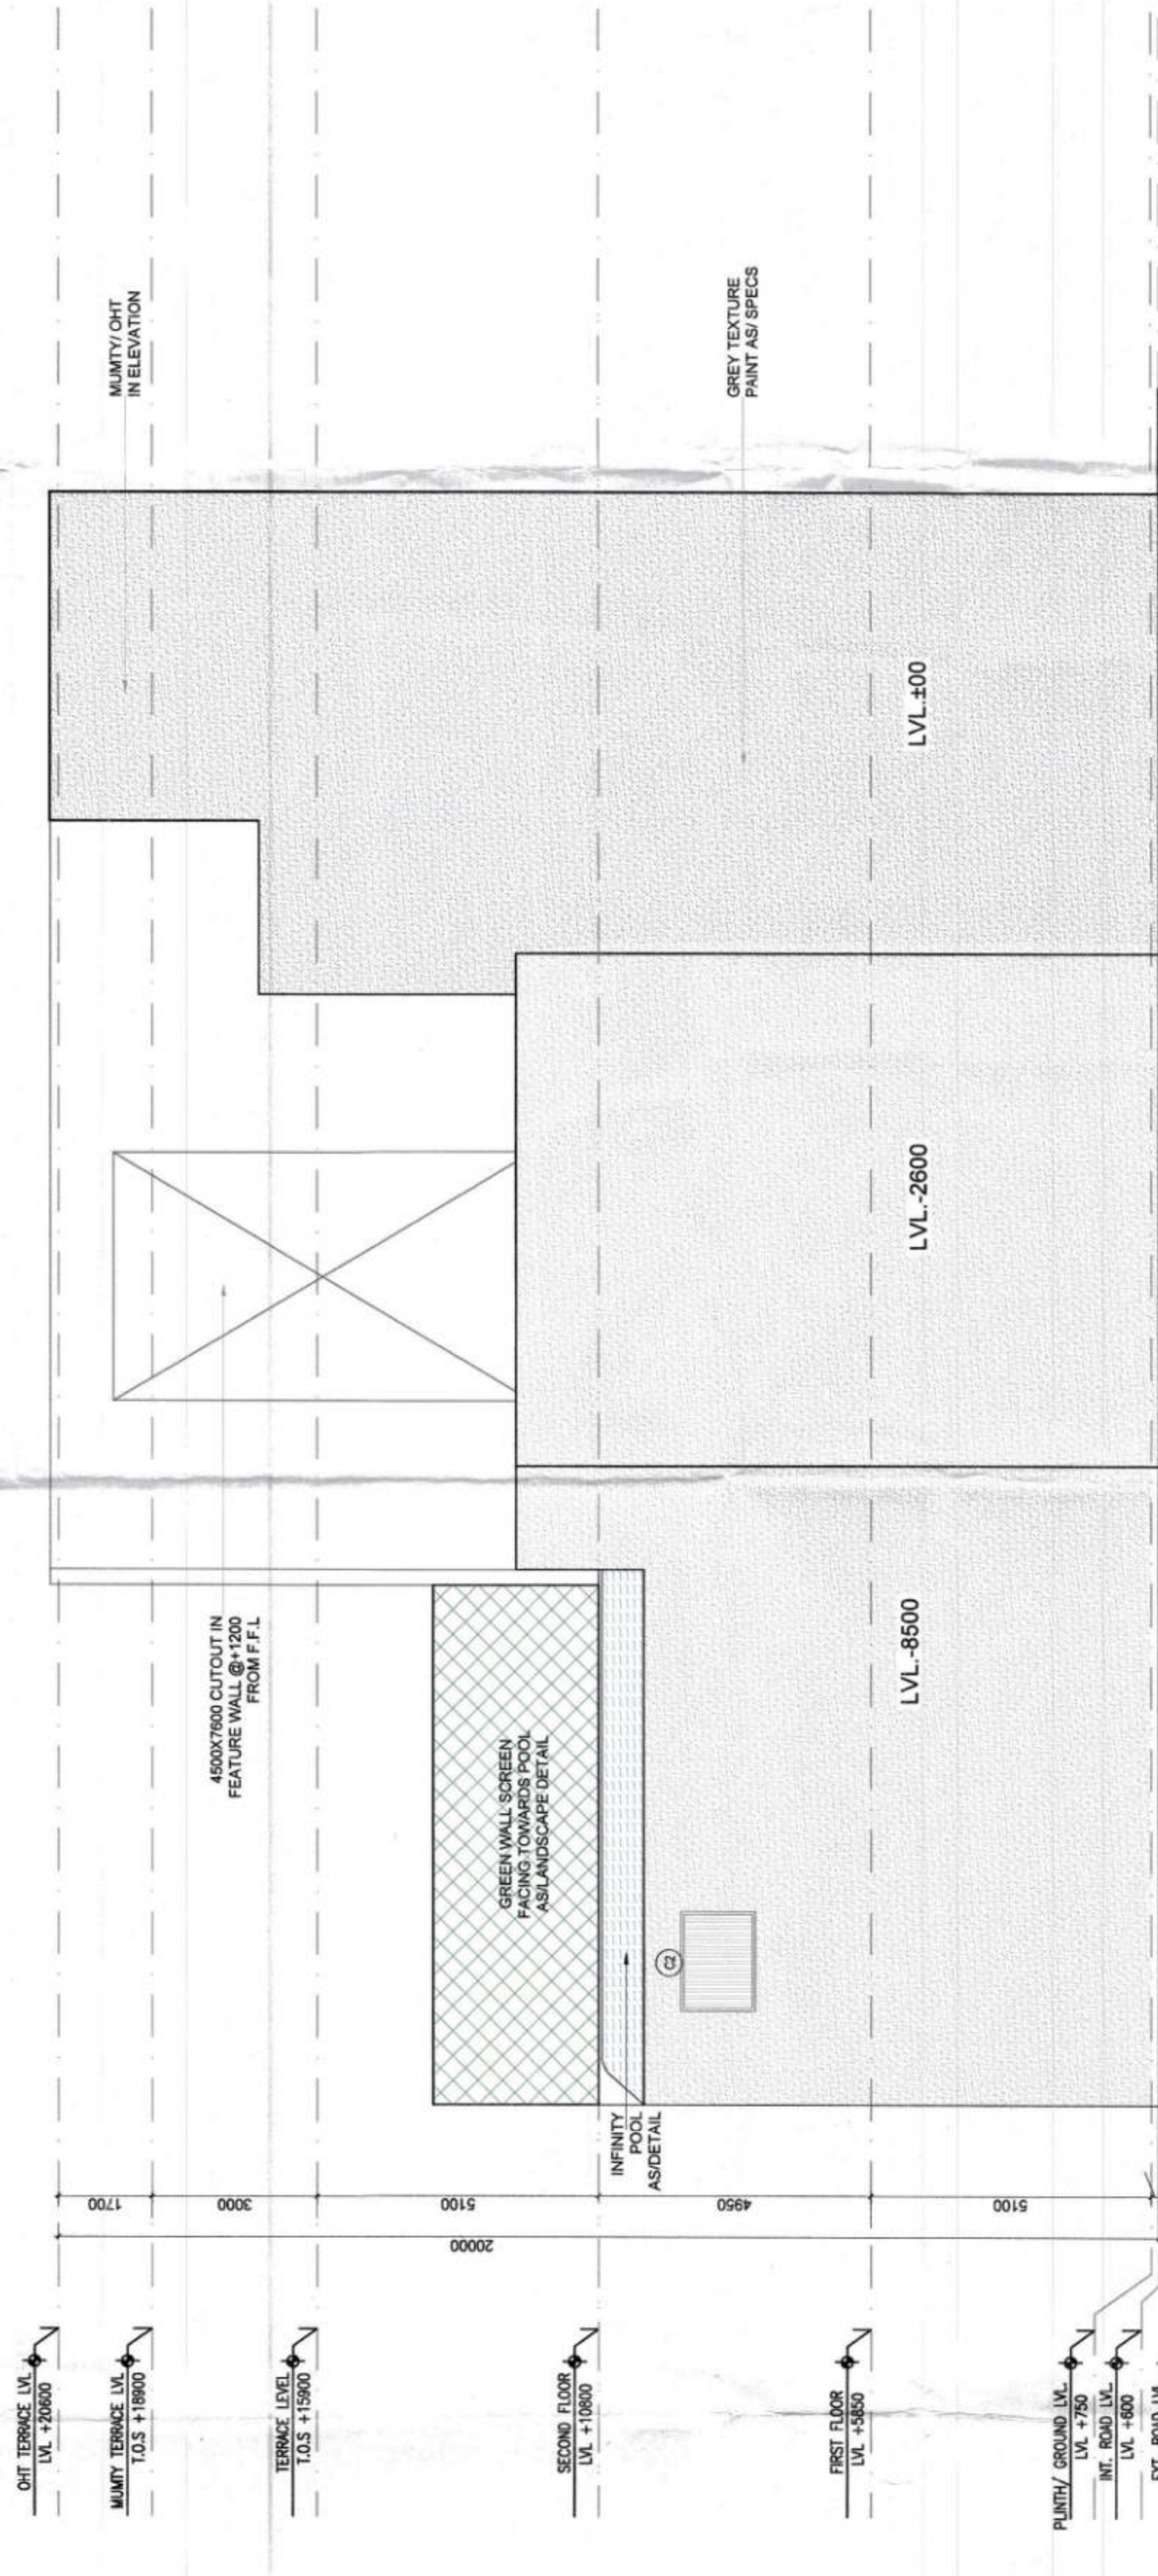 OHT TERRACE LVL
LVL +20600
MUMTY TERRACE LVL
T.O.S +18900
TERRACE LEVEL
T.O.S +15900
SECOND FLOOR
LVL +10800
FIRST FLOOR
LVL +5850
PLINTH/ GROUND LVL.
LVL +750
INT. ROAD LVL.
LVL +600
1700
3000
5100
4950
5100
20000
4500X7600 CUTOUT IN
FEATURE WALL @+1200
FROM F.F.L
GREEN WALL SCREEN
FACING TOWARDS POOL
AS/LANDSCAPE DETAIL
INFINITY
POOL
AS/DETAIL
C2
LVL.-8500
LVL.-2600
LVL.±00
MUMTY/ OHT
IN ELEVATION
GREY TEXTURE
PAINT AS/ SPECS